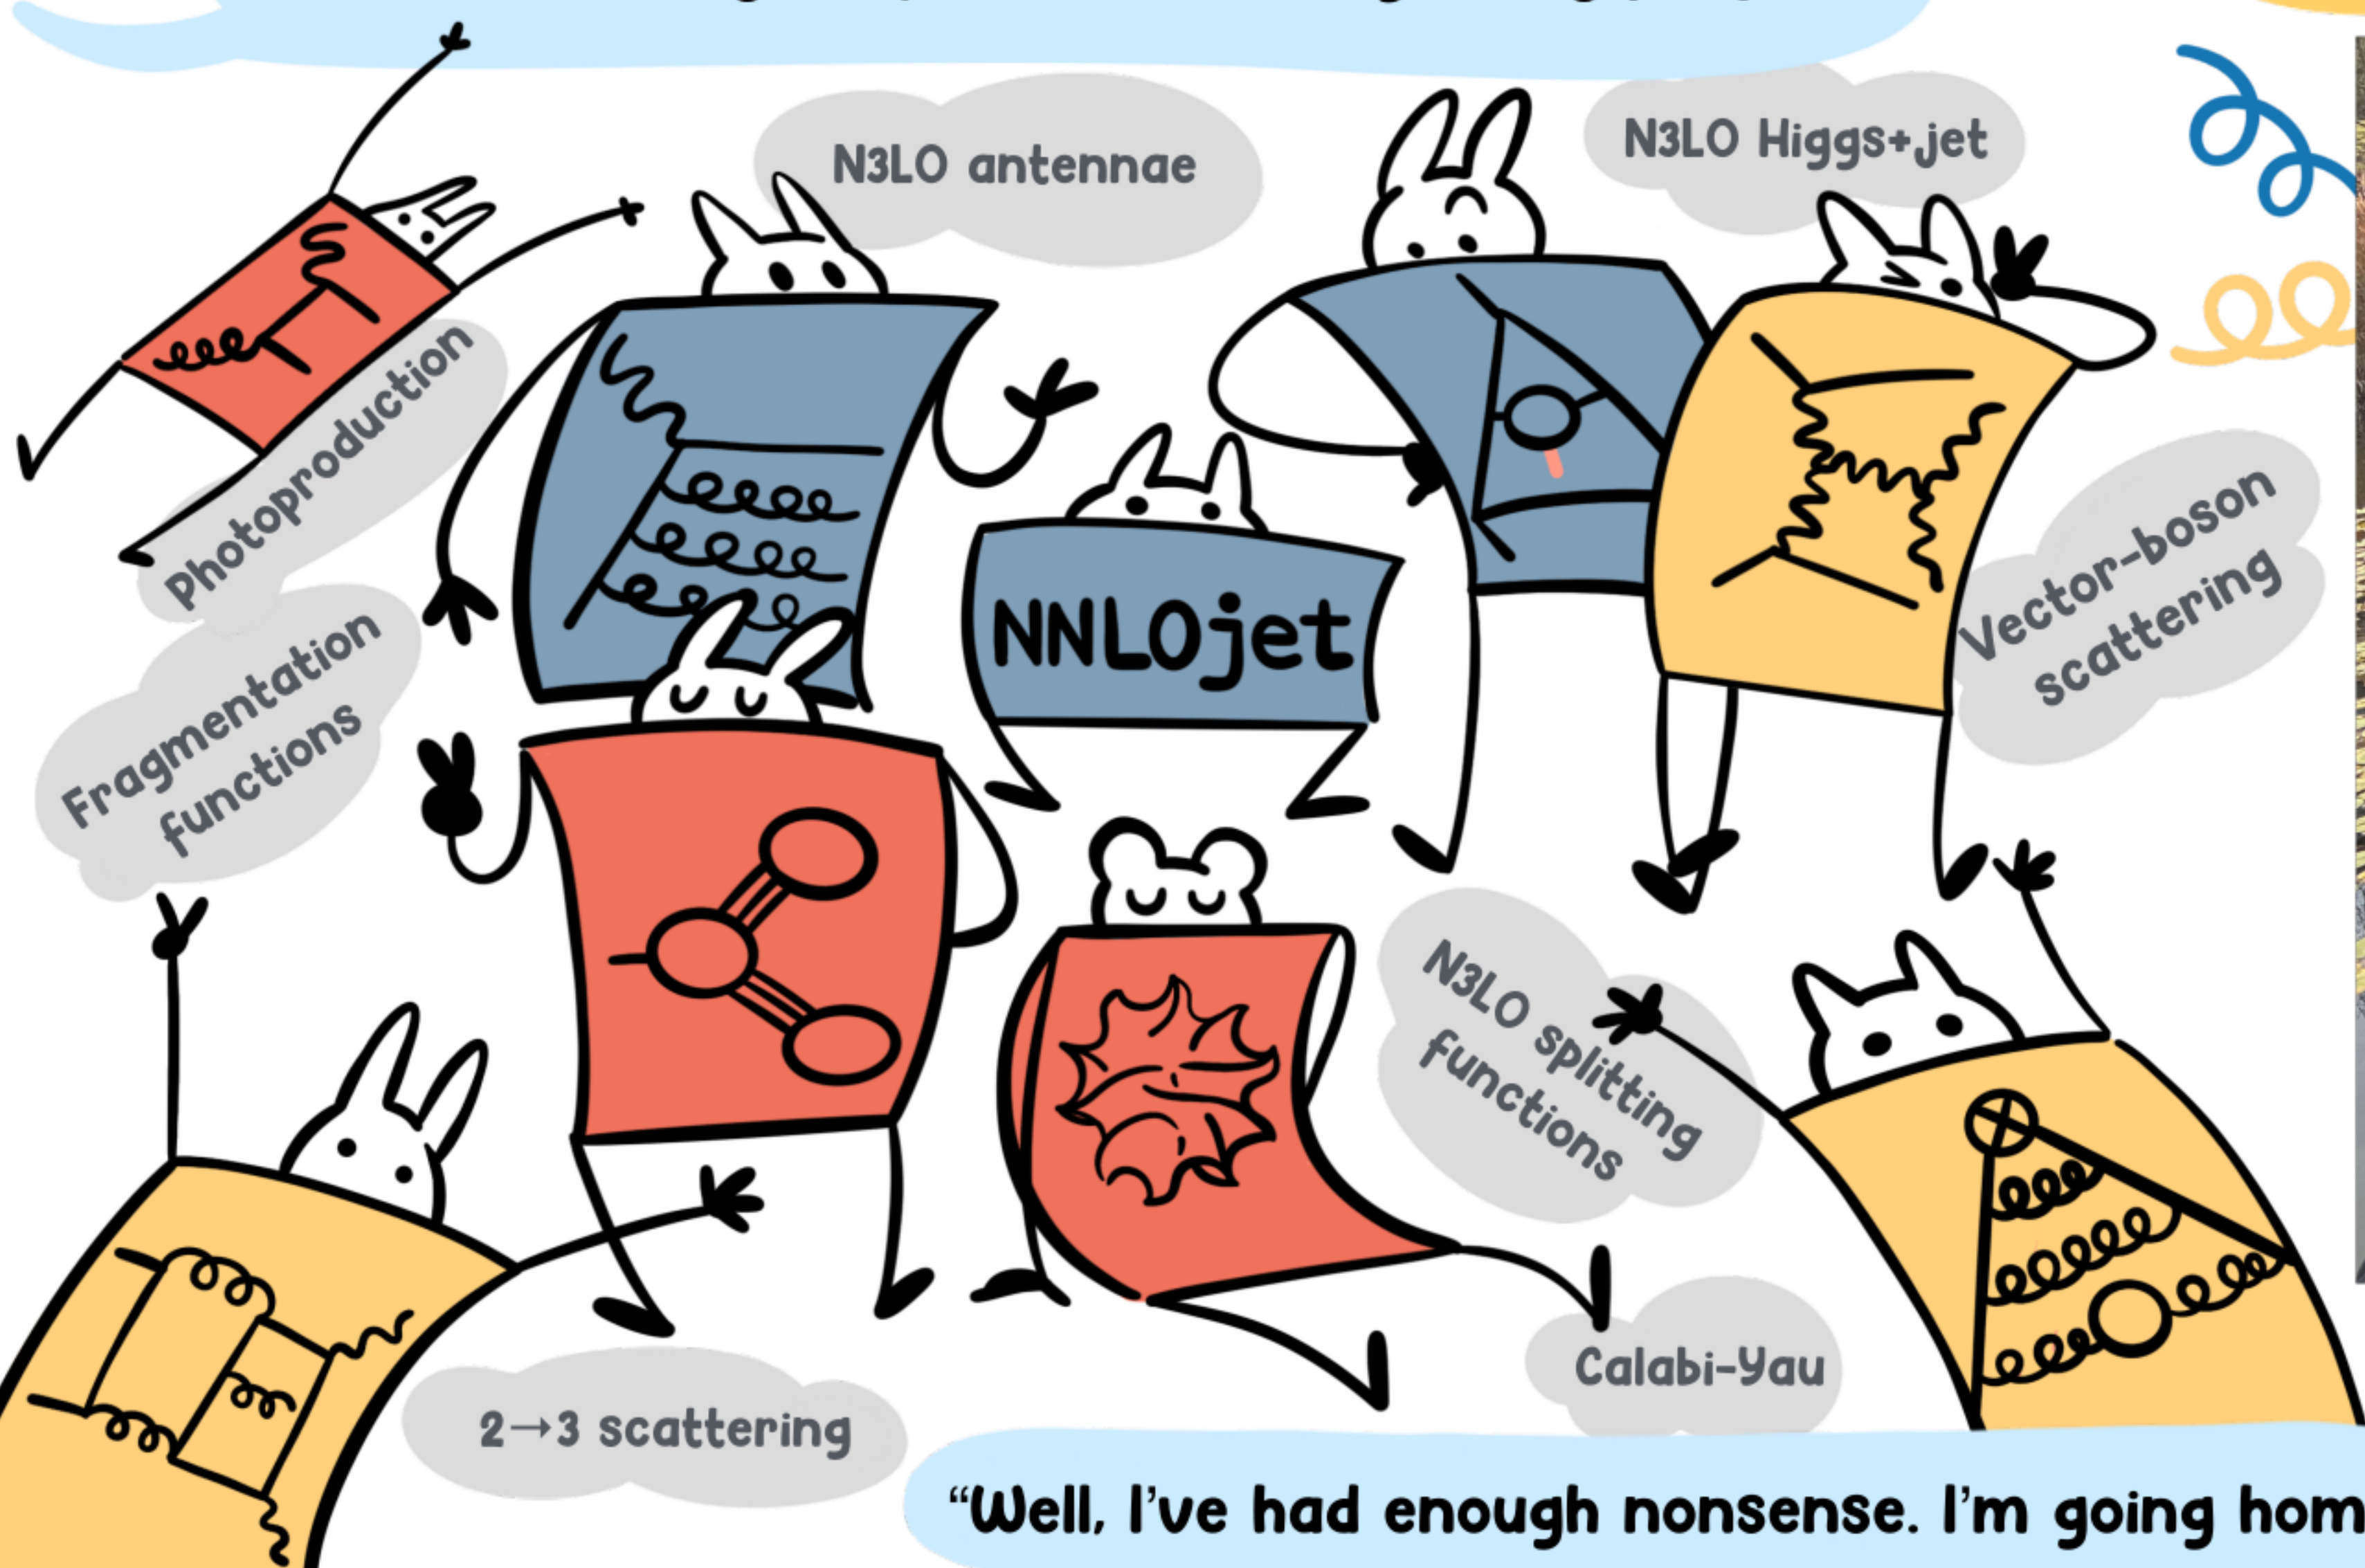 N3LO antennae
N3LO Higgs+jet
Photoproduction
NNLOjet
Vector-boson
scattering
Fragmentation
functions
N3LO splitting
functions
Calabi-Yau
2→3 scattering
“Well, I’ve had enough nonsense. I’m going hom